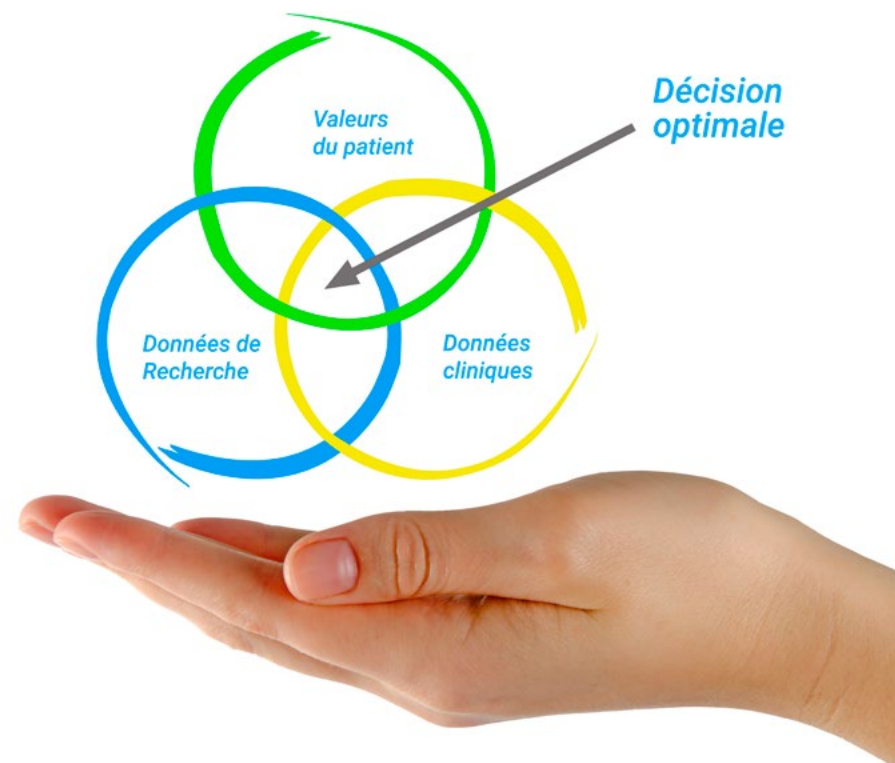 Valeurs
du patient
Décision
optimale
Données de
Recherche
Données
cliniques